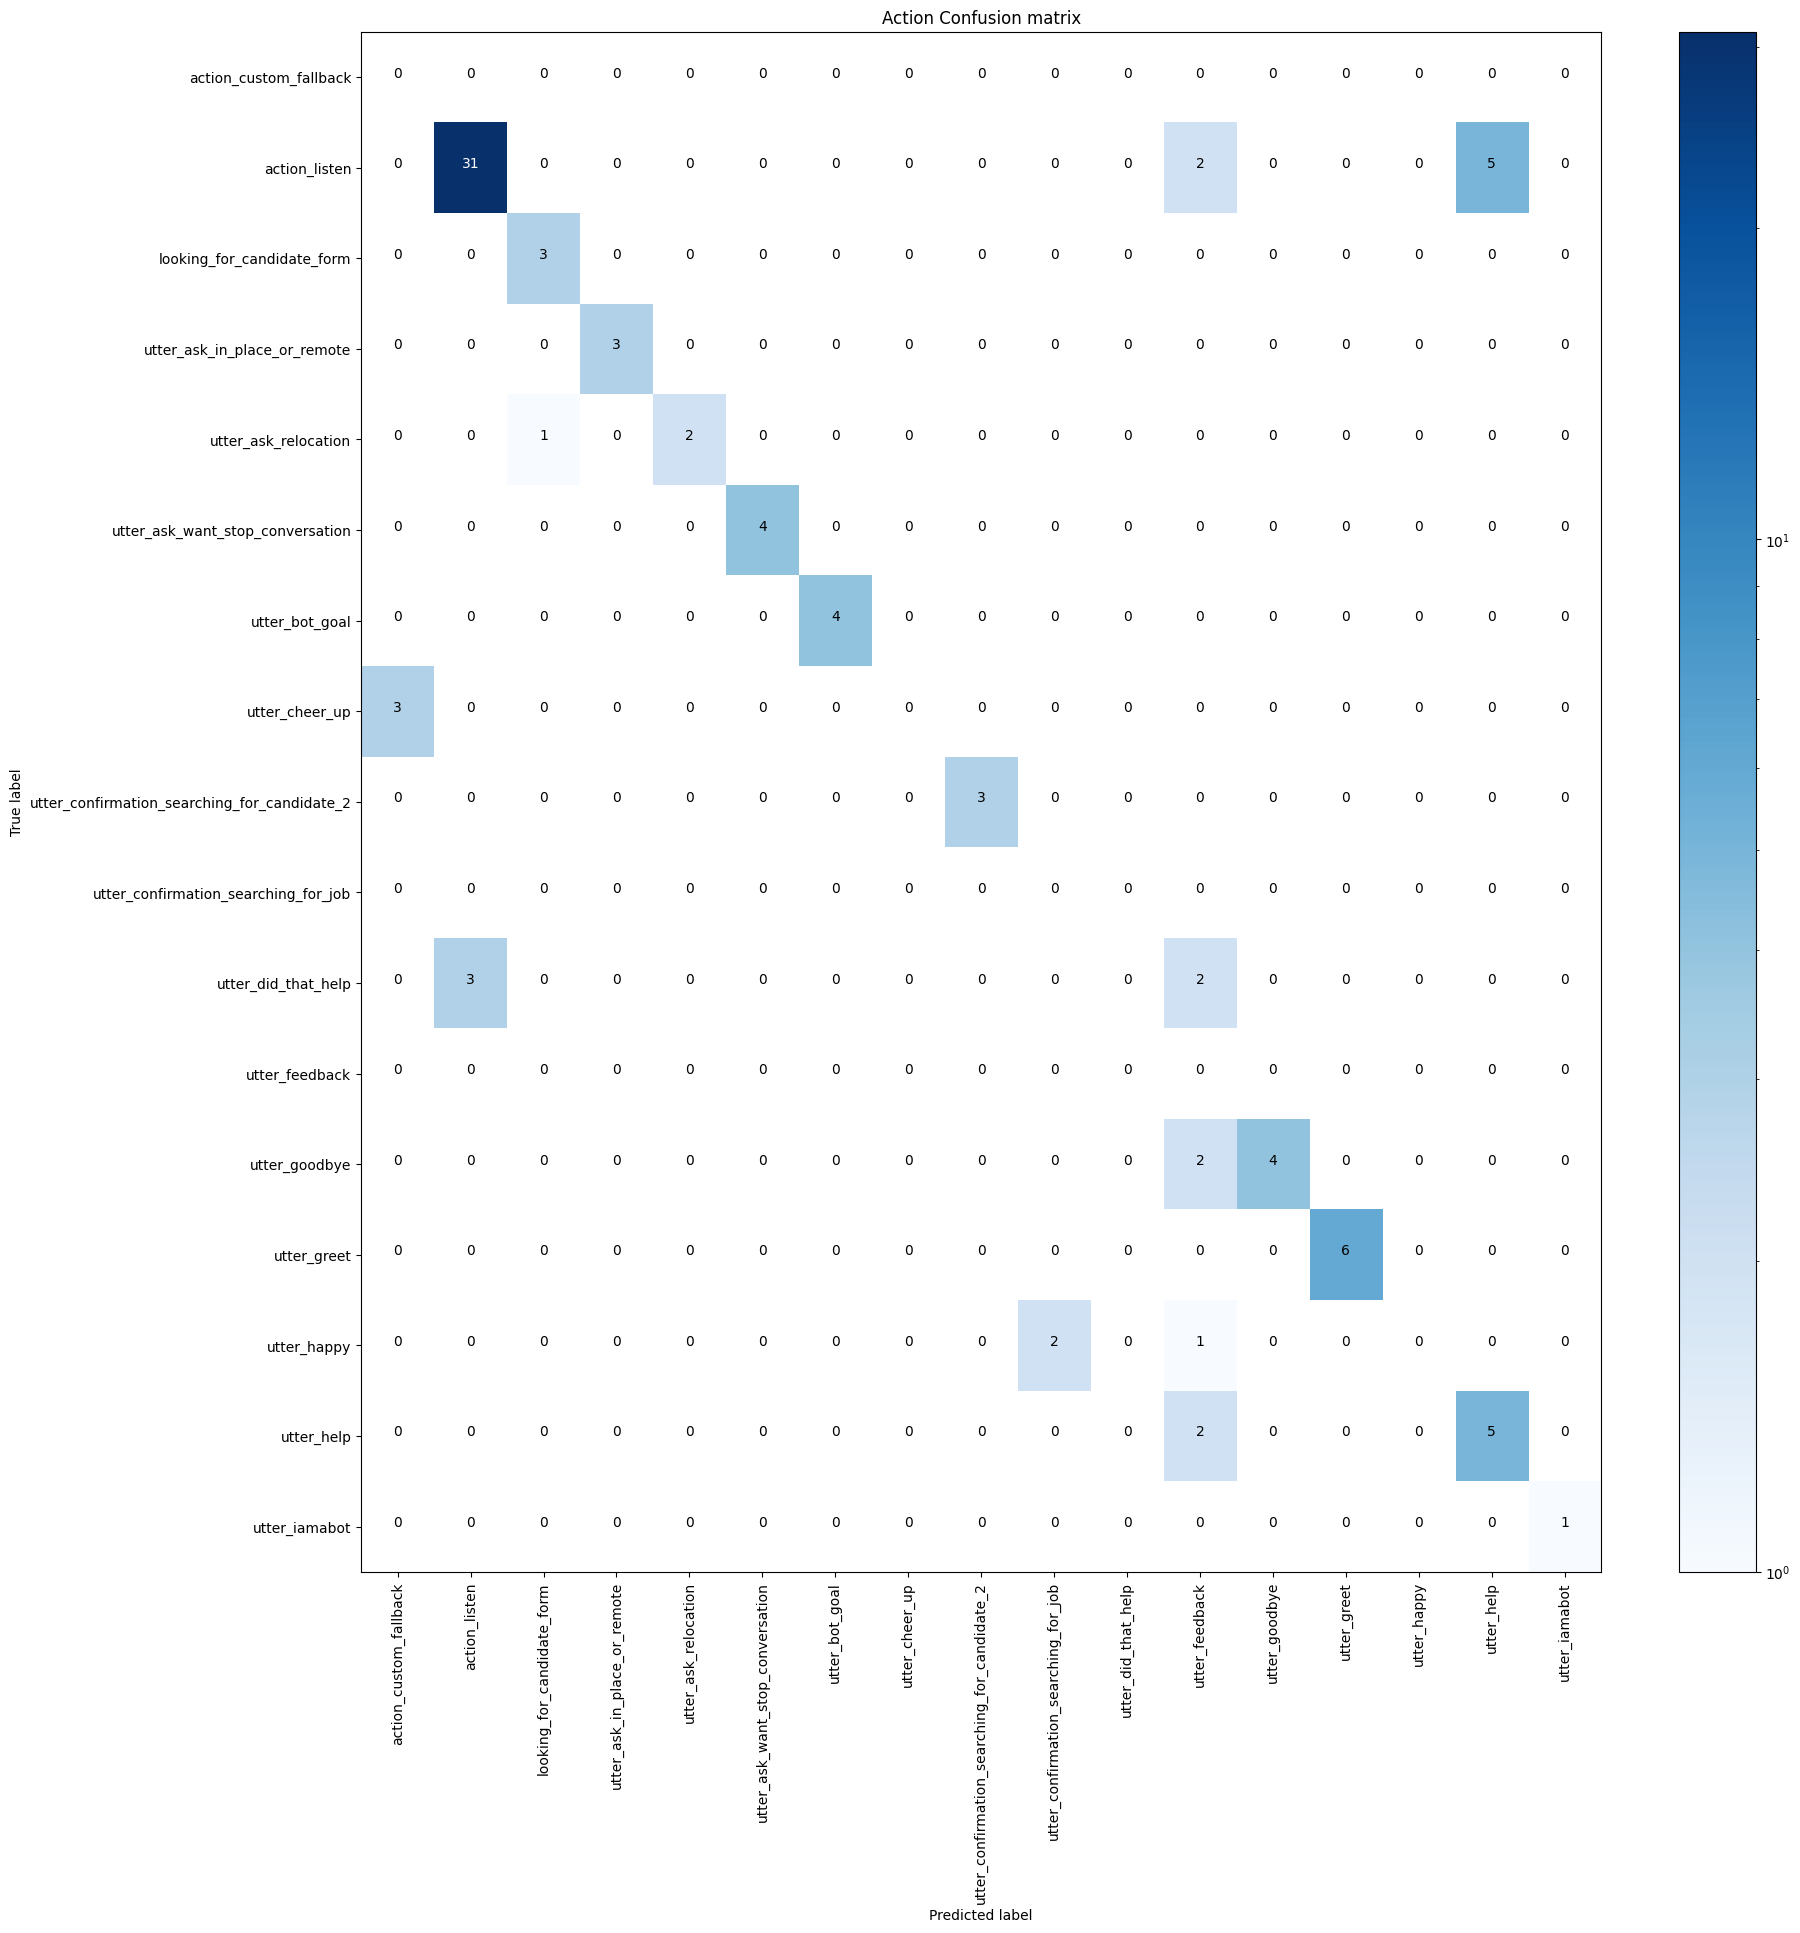 Action Confusion matrix
True label
action_custom_fallback 0 0 0 0 0 0 0 0 0 0 0 0 0 0 0 0 0
action_listen 0 31 0 0 0 0 0 0 0 0 0 2 0 0 0 5 0
looking_for_candidate_form 0 0 3 0 0 0 0 0 0 0 0 0 0 0 0 0 0
utter_ask_in_place_or_remote 0 0 0 3 0 0 0 0 0 0 0 0 0 0 0 0 0
utter_ask_relocation 0 0 1 0 2 0 0 0 0 0 0 0 0 0 0 0 0
utter_ask_want_stop_conversation 0 0 0 0 0 4 0 0 0 0 0 0 0 0 0 0 0
utter_bot_goal 0 0 0 0 0 0 4 0 0 0 0 0 0 0 0 0 0
utter_cheer_up 3 0 0 0 0 0 0 0 0 0 0 0 0 0 0 0 0
utter_confirmation_searching_for_candidate_2 0 0 0 0 0 0 0 0 3 0 0 0 0 0 0 0 0
utter_confirmation_searching_for_job 0 0 0 0 0 0 0 0 0 0 0 0 0 0 0 0 0
utter_did_that_help 0 3 0 0 0 0 0 0 0 0 0 2 0 0 0 0 0
utter_feedback 0 0 0 0 0 0 0 0 0 0 0 0 0 0 0 0 0
utter_goodbye 0 0 0 0 0 0 0 0 0 0 0 2 4 0 0 0 0
utter_greet 0 0 0 0 0 0 0 0 0 0 0 0 0 6 0 0 0
utter_happy 0 0 0 0 0 0 0 0 0 2 0 1 0 0 0 0 0
utter_help 0 0 0 0 0 0 0 0 0 0 0 2 0 0 0 5 0
utter_iamabot 0 0 0 0 0 0 0 0 0 0 0 0 0 0 0 0 1
action_custom_fallback
action_listen
looking_for_candidate_form
utter_ask_in_place_or_remote
utter_ask_relocation
utter_ask_want_stop_conversation
utter_bot_goal
utter_cheer_up
utter_confirmation_searching_for_candidate_2
utter_confirmation_searching_for_job
utter_did_that_help
utter_feedback
utter_goodbye
utter_greet
utter_happy
utter_help
utter_iamabot
Predicted label
10¹
10⁰